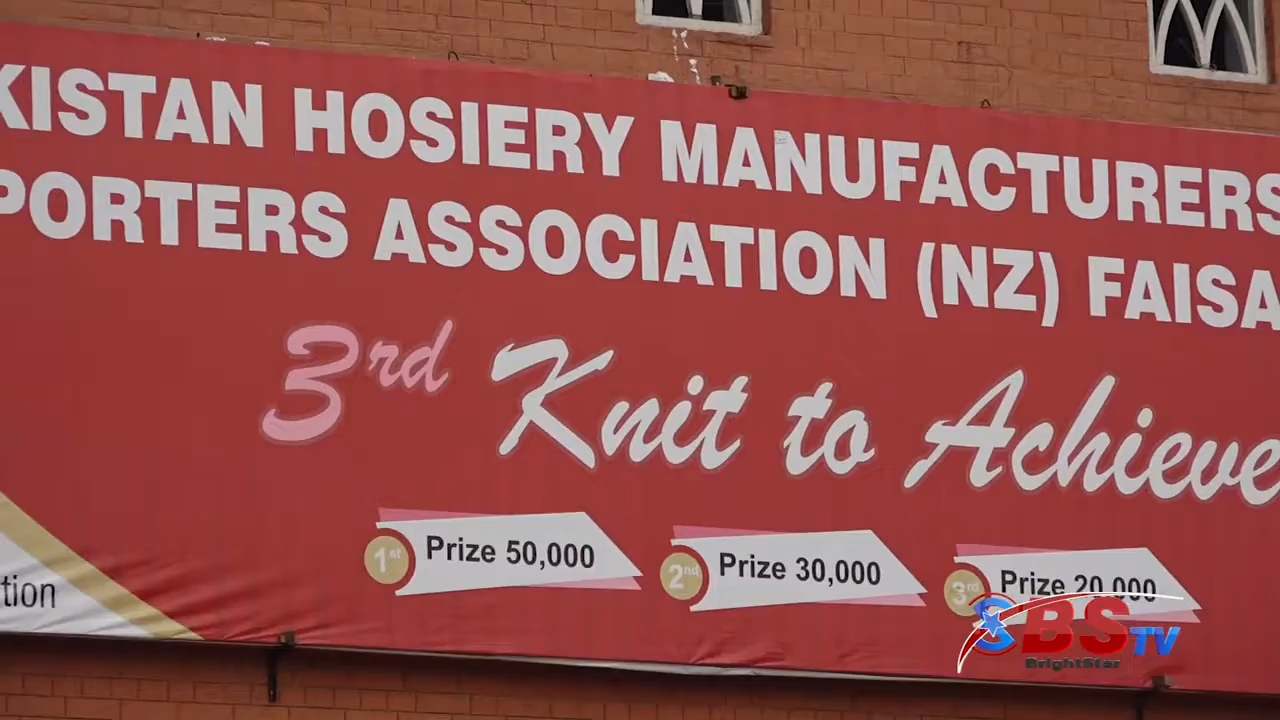 KISTAN HOSIERY MANUFACTURERS
PORTERS ASSOCIATION (NZ) FAISA
3rd Knit to Achieve
1st Prize 50,000
2nd Prize 30,000
3rd Prize 20,000
tion
SBS TV
BrightStar